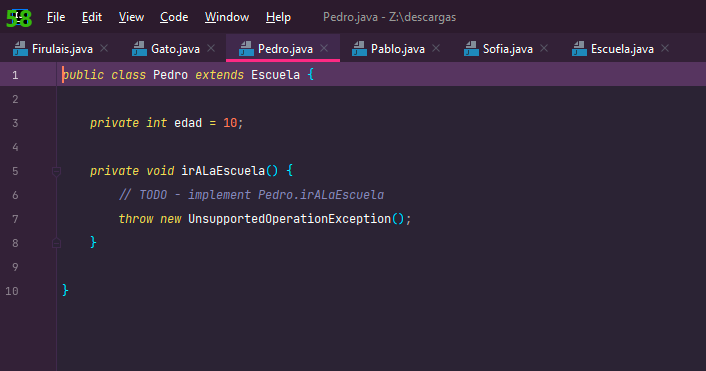 58 File Edit View Code Window Help Pedro.java - Z:\descargas
Firulais.java Gato.java Pedro.java Pablo.java Sofia.java Escuela.java
1 public class Pedro extends Escuela {
2
3 private int edad = 10;
4
5 private void irALaEscuela() {
6 // TODO - implement Pedro.irALaEscuela
7 throw new UnsupportedOperationException();
8 }
9
10 }